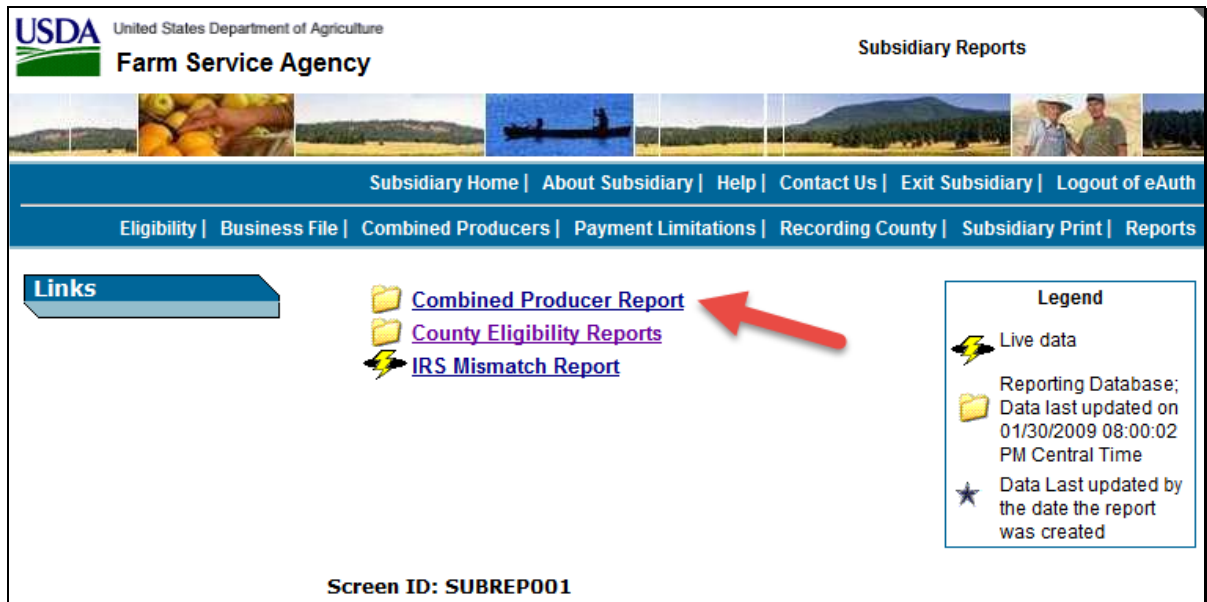 USDA
United States Department of Agriculture
Farm Service Agency
Subsidiary Reports
Subsidiary Home | About Subsidiary | Help | Contact Us | Exit Subsidiary | Logout of eAuth
Eligibility | Business File | Combined Producers | Payment Limitations | Recording County | Subsidiary Print | Reports
Links
Combined Producer Report
County Eligibility Reports
IRS Mismatch Report
Legend
Live data
Reporting Database;
Data last updated on
01/30/2009 08:00:02
PM Central Time
Data Last updated by
the date the report
was created
Screen ID: SUBREP001